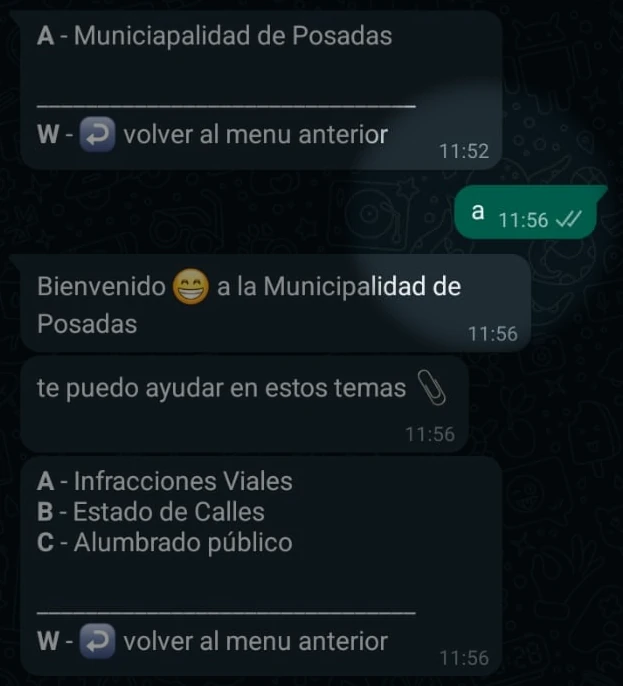 A - Municiapalidad de Posadas
_______________________________
W - ↩️ volver al menu anterior
11:52
a 11:56
Bienvenido 😁 a la Municipalidad de
Posadas
11:56
te puedo ayudar en estos temas 📎
11:56
A - Infracciones Viales
B - Estado de Calles
C - Alumbrado público
_______________________________
W - ↩️ volver al menu anterior
11:56